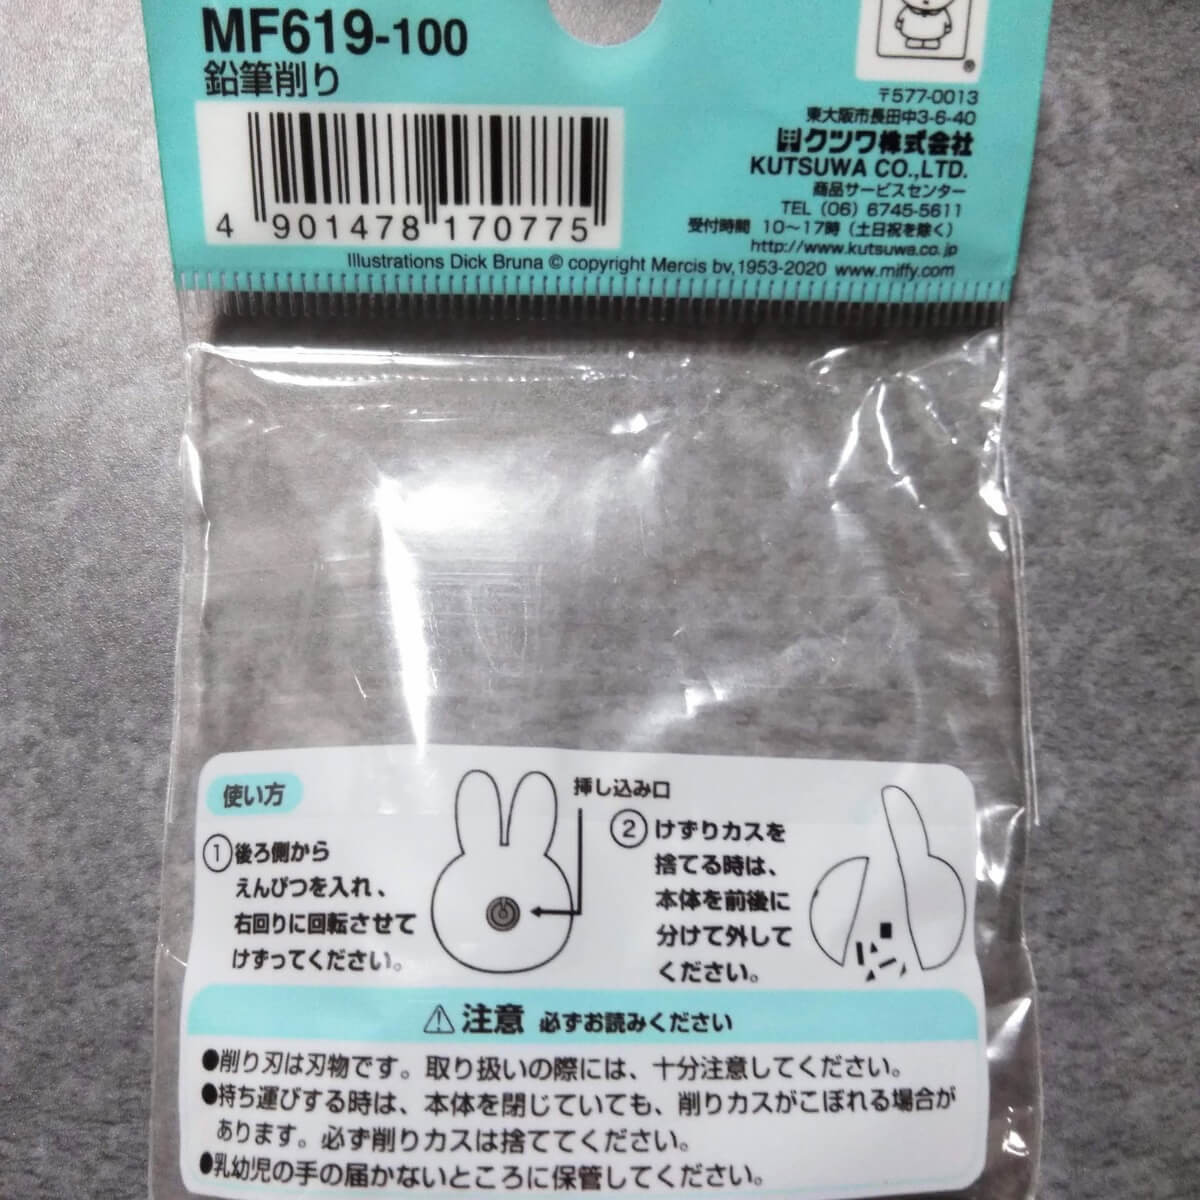 MF619-100
鉛筆削り
4 901478 170775
®
〒577-0013
東大阪市長田中3-6-40
クツワ株式会社
KUTSUWA CO.,LTD.
商品サービスセンター
TEL (06) 6745-5611
受付時間 10～17時 (土日祝を除く)
http://www.kutsuwa.co.jp
Illustrations Dick Bruna © copyright Mercis bv,1953-2020 www.miffy.com
使い方
① 後ろ側から
えんぴつを入れ、
右回りに回転させて
けずってください。
挿し込み口
② けずりカスを
捨てる時は、
本体を前後に
分けて外して
ください。
⚠注意 必ずお読みください
●削り刃は刃物です。取り扱いの際には、十分注意してください。
●持ち運びする時は、本体を閉じていても、削りカスがこぼれる場合が
あります。必ず削りカスは捨ててください。
●乳幼児の手の届かないところに保管してください。